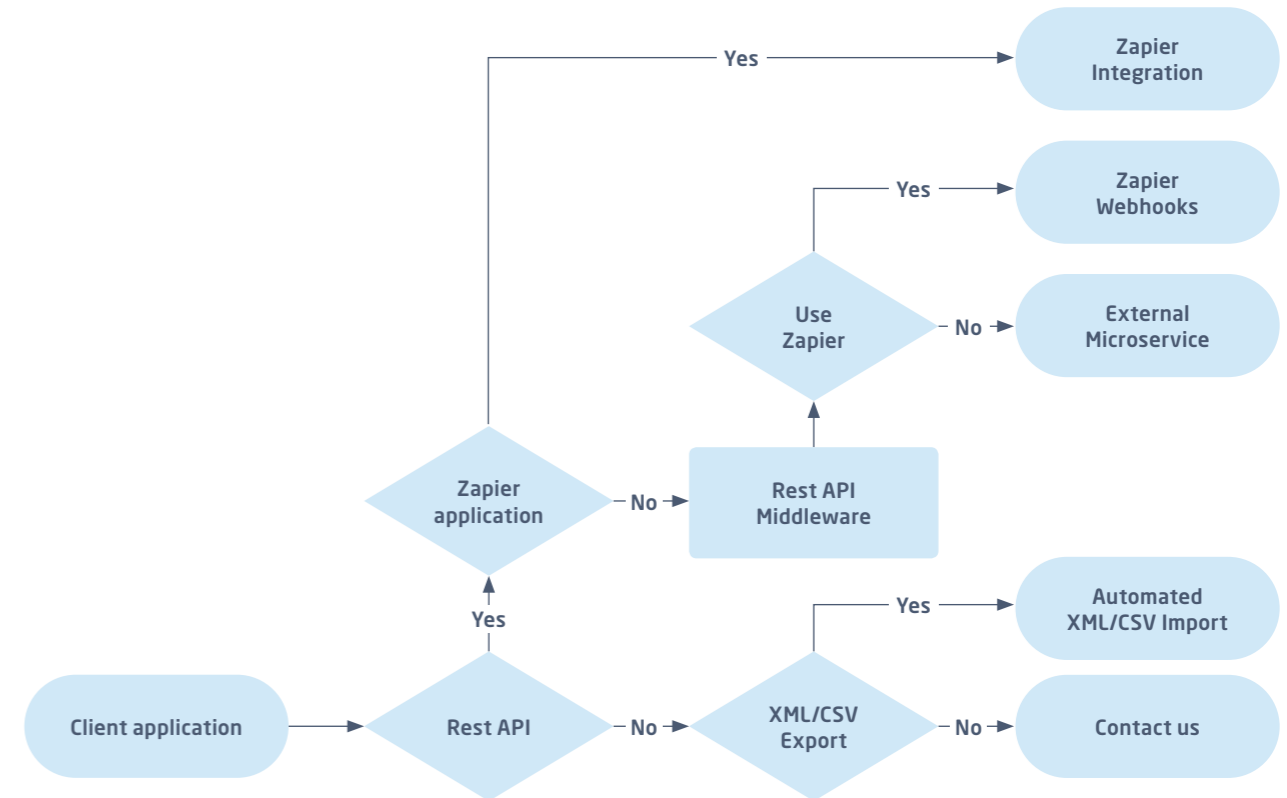 Yes
Zapier
Integration
Yes
Zapier
Webhooks
Use
Zapier
No
External
Microservice
Zapier
application
No
Rest API
Middleware
Yes
Yes
Automated
XML/CSV Import
Client application
Rest API
No
XML/CSV
Export
No
Contact us